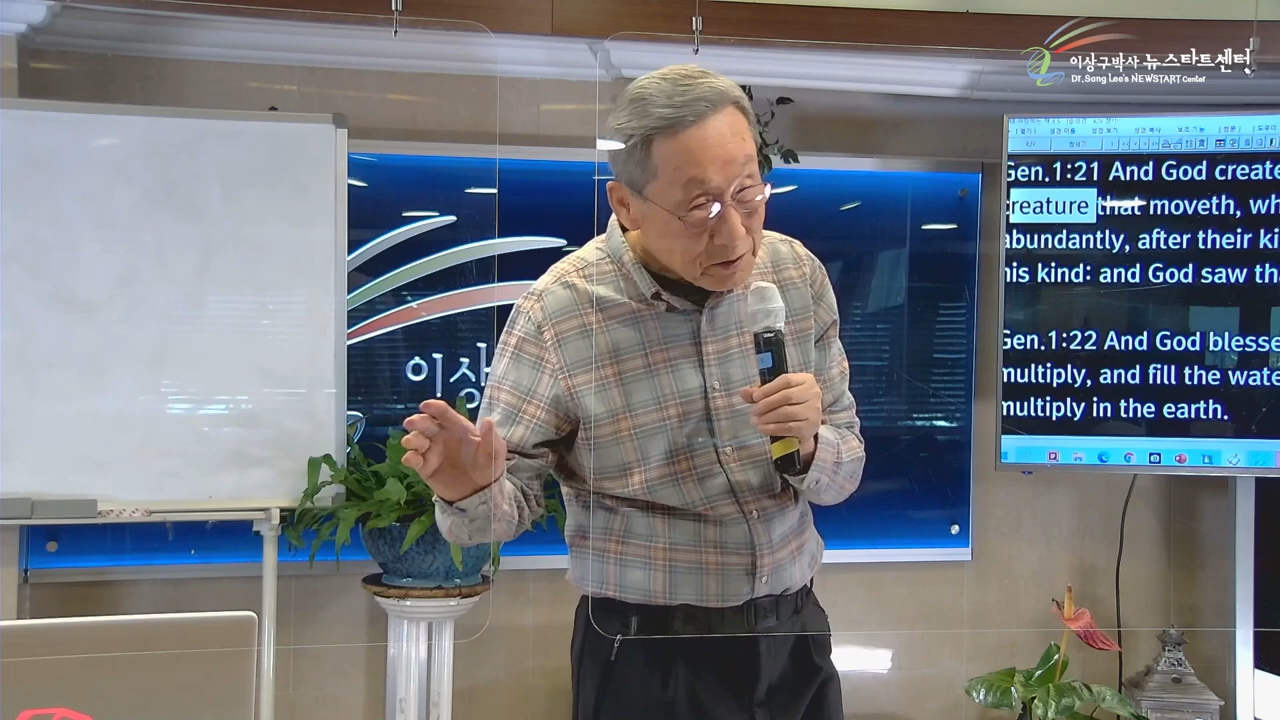 이상구박사 뉴스타트센터
Dr. Sang Lee's NEWSTART Center
이상
Gen.1:21 And God create
reature that moveth, wh
abundantly, after their ki
his kind: and God saw th
Gen.1:22 And God blesse
multiply, and fill the wate
multiply in the earth.